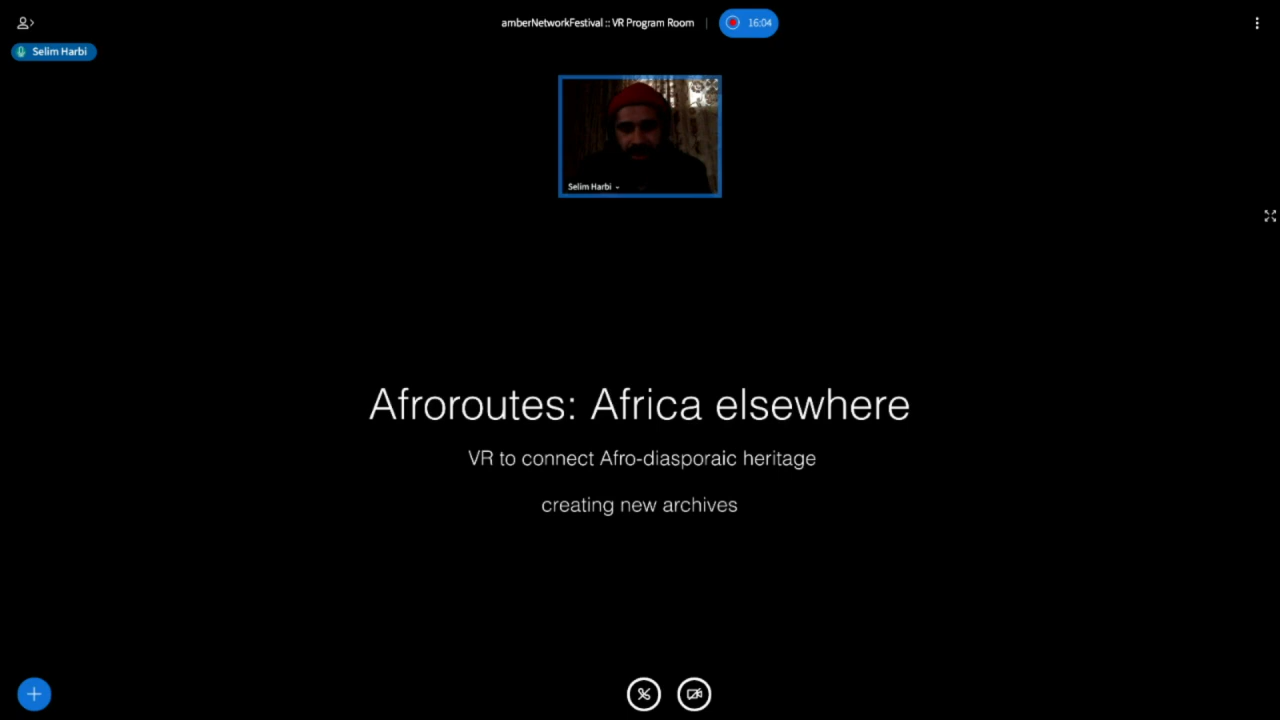 amberNetworkFestival :: VR Program Room | 16:04
Selim Harbi
Selim Harbi
Afroroutes: Africa elsewhere
VR to connect Afro-diasporaic heritage
creating new archives